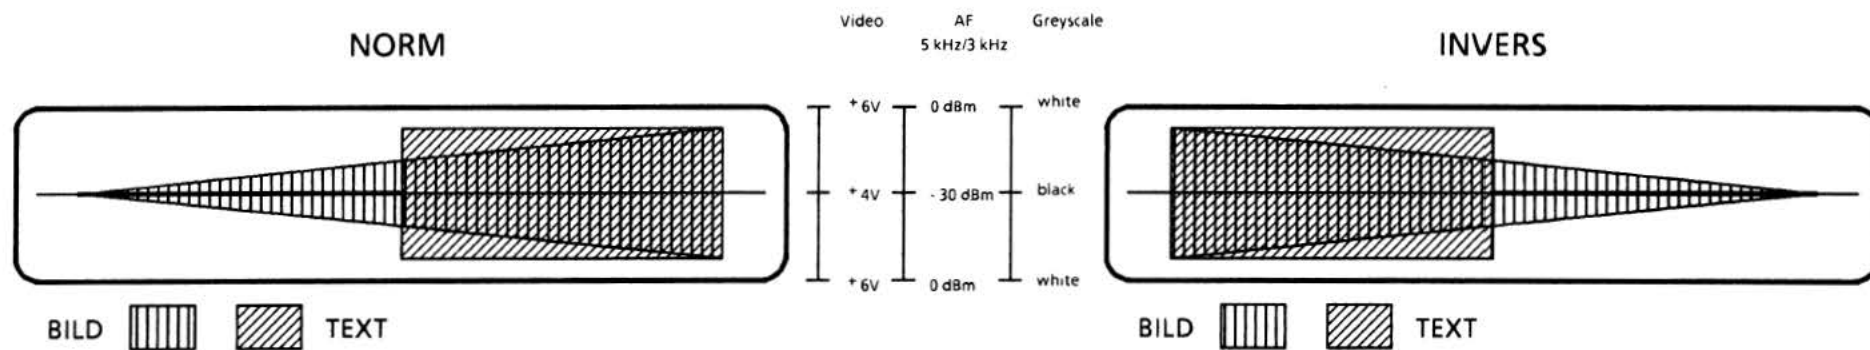 Video AF Greyscale
5 kHz/3 kHz
NORM
INVERS
+6V 0 dBm white
+4V -30 dBm black
+6V 0 dBm white
BILD TEXT
BILD TEXT